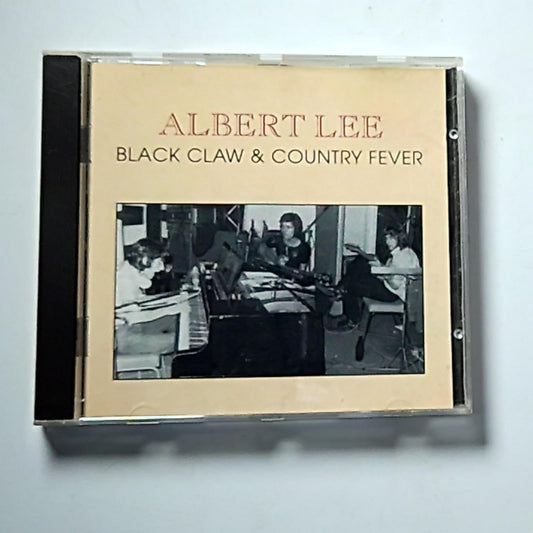 ALBERT LEE
BLACK CLAW & COUNTRY FEVER